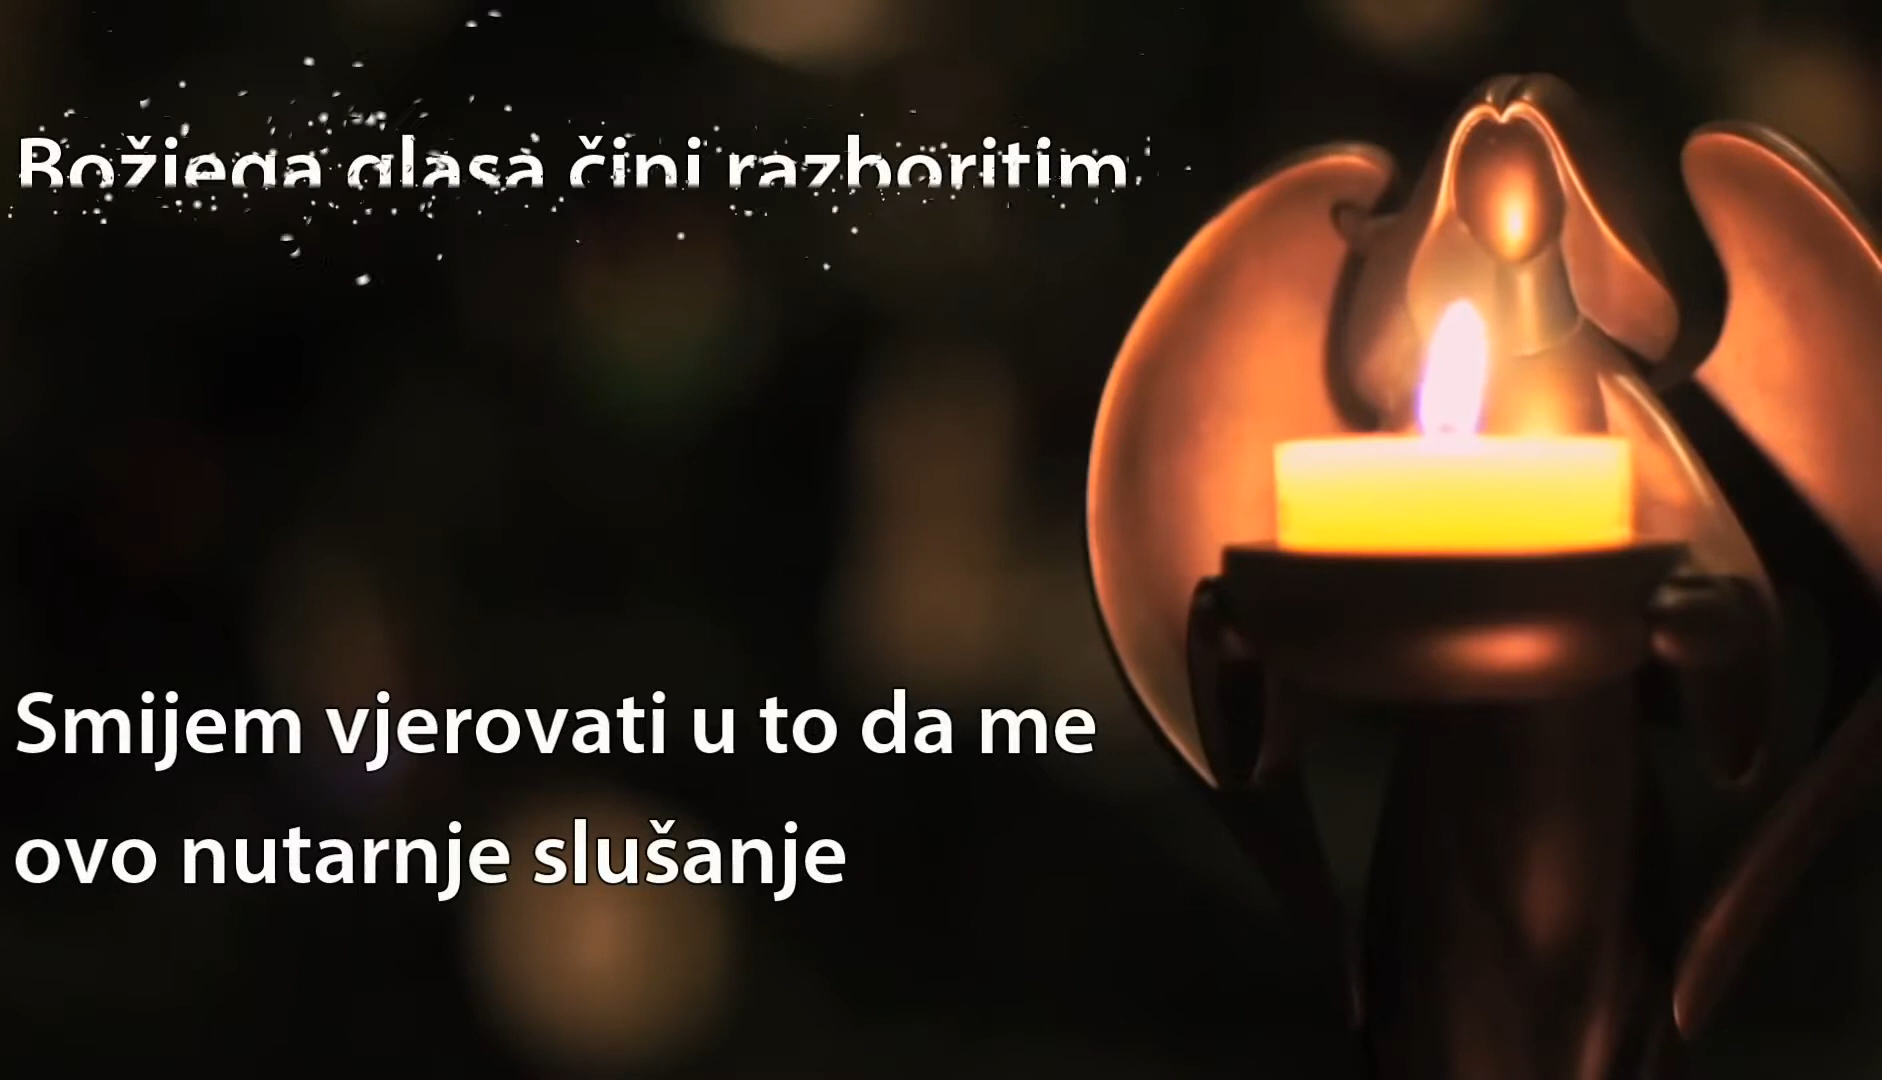 Božjega glasa čini razboritim
Smijem vjerovati u to da me
ovo nutarnje slušanje